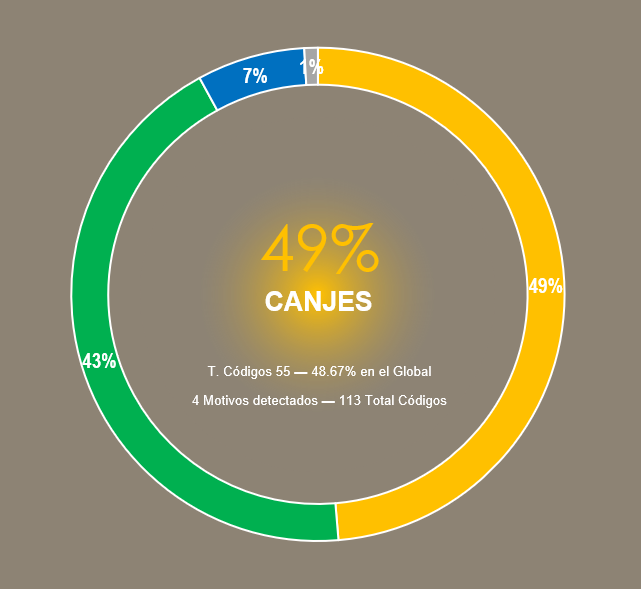 7%
1%
49%
CANJES
49%
43%
T. Códigos 55 — 48.67% en el Global
4 Motivos detectados — 113 Total Códigos